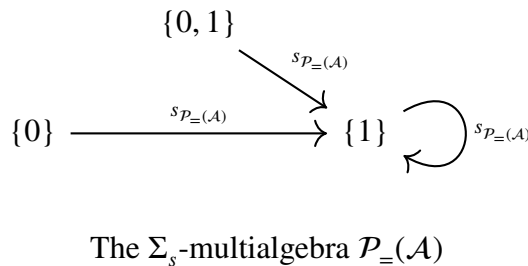 {0, 1}
s_{𝒫_=(𝒜)}
{0} s_{𝒫_=(𝒜)} {1} s_{𝒫_=(𝒜)}
The Σ_s-multialgebra 𝒫_=(𝒜)